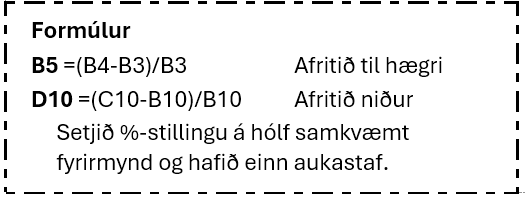 Formúlur
B5 =(B4-B3)/B3 Afritið til hægri
D10 =(C10-B10)/B10 Afritið niður
Setjið %-stillingu á hólf samkvæmt
fyrirmynd og hafið einn aukastaf.